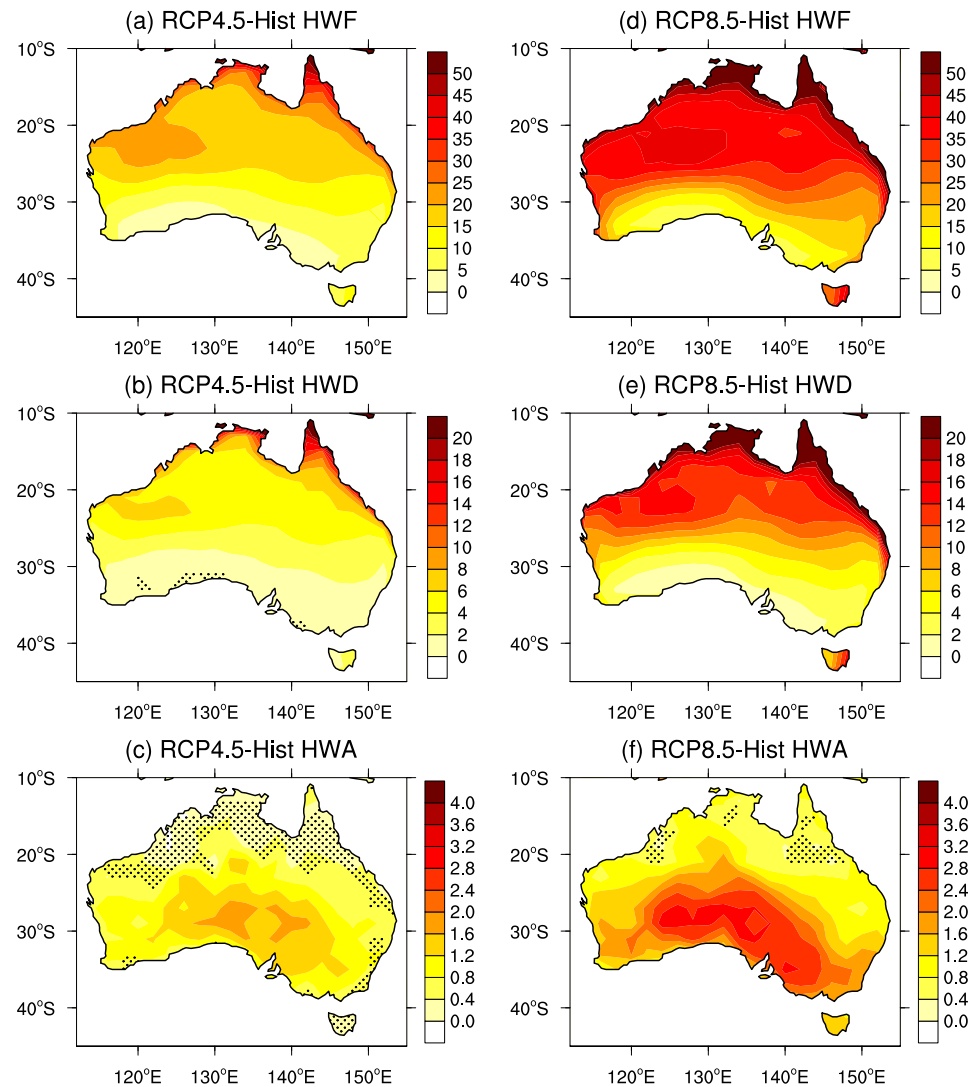 (a) RCP4.5-Hist HWF
10°S
20°S
30°S
40°S
120°E 130°E 140°E 150°E
50
45
40
35
30
25
20
15
10
5
0
(d) RCP8.5-Hist HWF
10°S
20°S
30°S
40°S
120°E 130°E 140°E 150°E
50
45
40
35
30
25
20
15
10
5
0
(b) RCP4.5-Hist HWD
10°S
20°S
30°S
40°S
120°E 130°E 140°E 150°E
20
18
16
14
12
10
8
6
4
2
0
(e) RCP8.5-Hist HWD
10°S
20°S
30°S
40°S
120°E 130°E 140°E 150°E
20
18
16
14
12
10
8
6
4
2
0
(c) RCP4.5-Hist HWA
10°S
20°S
30°S
40°S
120°E 130°E 140°E 150°E
4.0
3.6
3.2
2.8
2.4
2.0
1.6
1.2
0.8
0.4
0.0
(f) RCP8.5-Hist HWA
10°S
20°S
30°S
40°S
120°E 130°E 140°E 150°E
4.0
3.6
3.2
2.8
2.4
2.0
1.6
1.2
0.8
0.4
0.0